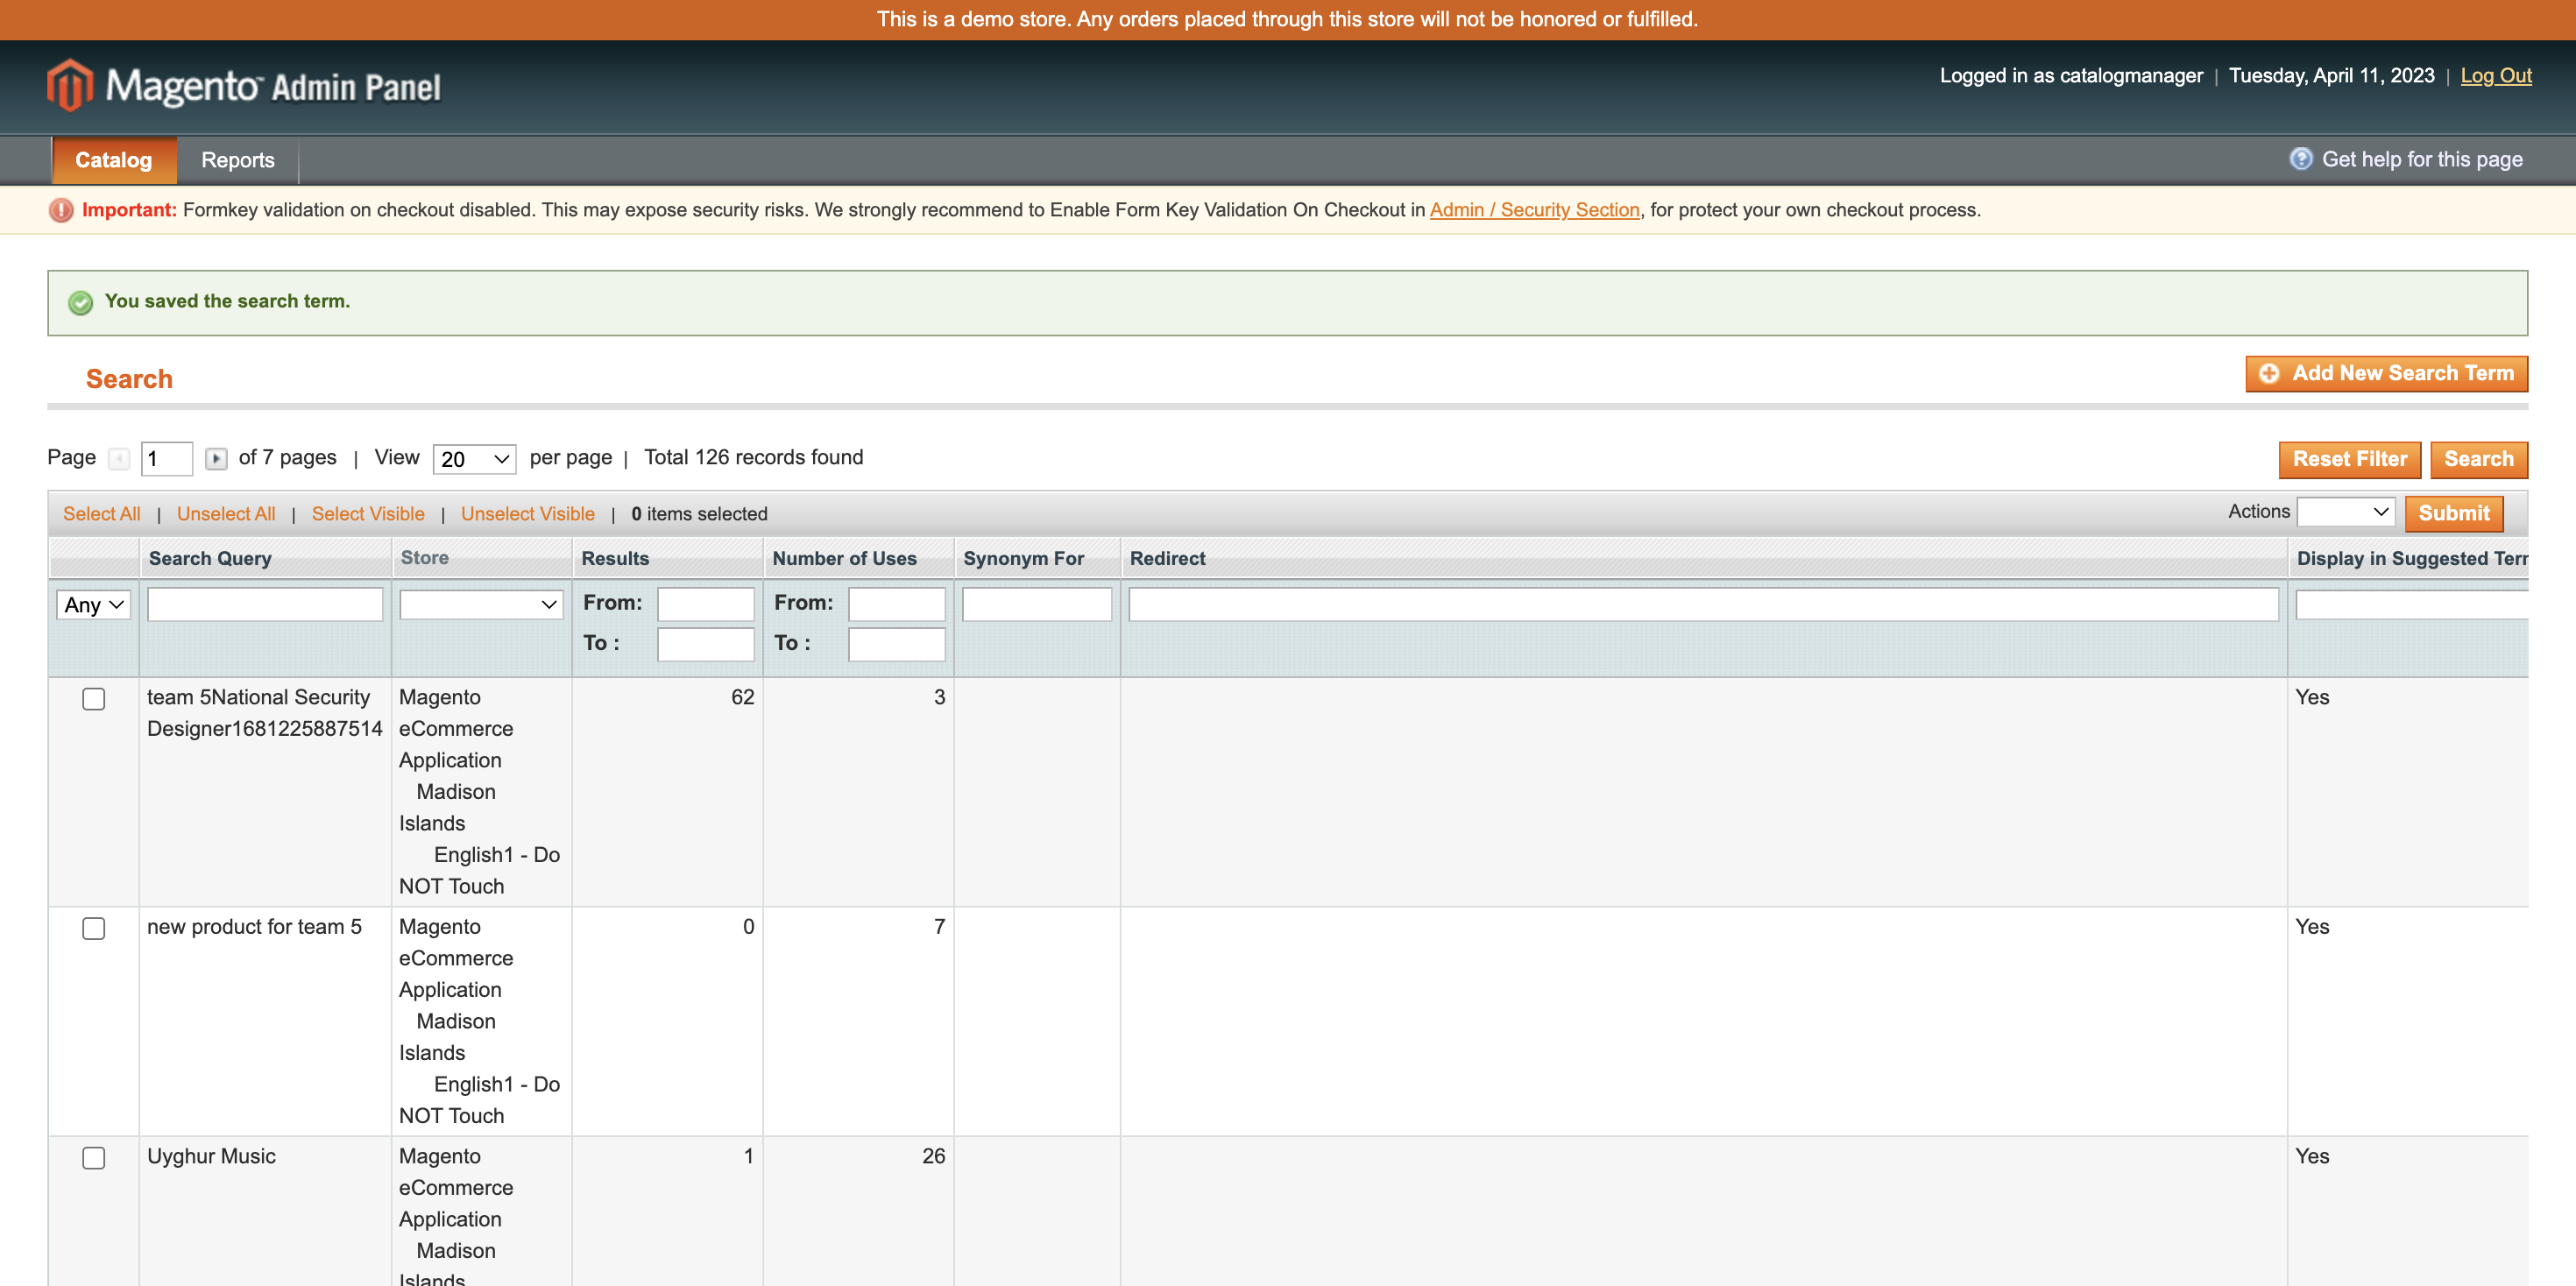 This is a demo store. Any orders placed through this store will not be honored or fulfilled.
Magento™ Admin Panel
Logged in as catalogmanager | Tuesday, April 11, 2023 | Log Out
Catalog Reports Get help for this page
Important: Formkey validation on checkout disabled. This may expose security risks. We strongly recommend to Enable Form Key Validation On Checkout in Admin / Security Section, for protect your own checkout process.
You saved the search term.
Search Add New Search Term
Page 1 of 7 pages | View 20 per page | Total 126 records found Reset Filter Search
Select All | Unselect All | Select Visible | Unselect Visible | 0 items selected Actions Submit
Search Query Store Results Number of Uses Synonym For Redirect Display in Suggested Terr
Any From: From:
To : To :
team 5National Security Magento 62 3 Yes
Designer1681225887514 eCommerce
Application
Madison
Islands
English1 - Do
NOT Touch
new product for team 5 Magento 0 7 Yes
eCommerce
Application
Madison
Islands
English1 - Do
NOT Touch
Uyghur Music Magento 1 26 Yes
eCommerce
Application
Madison
Islands